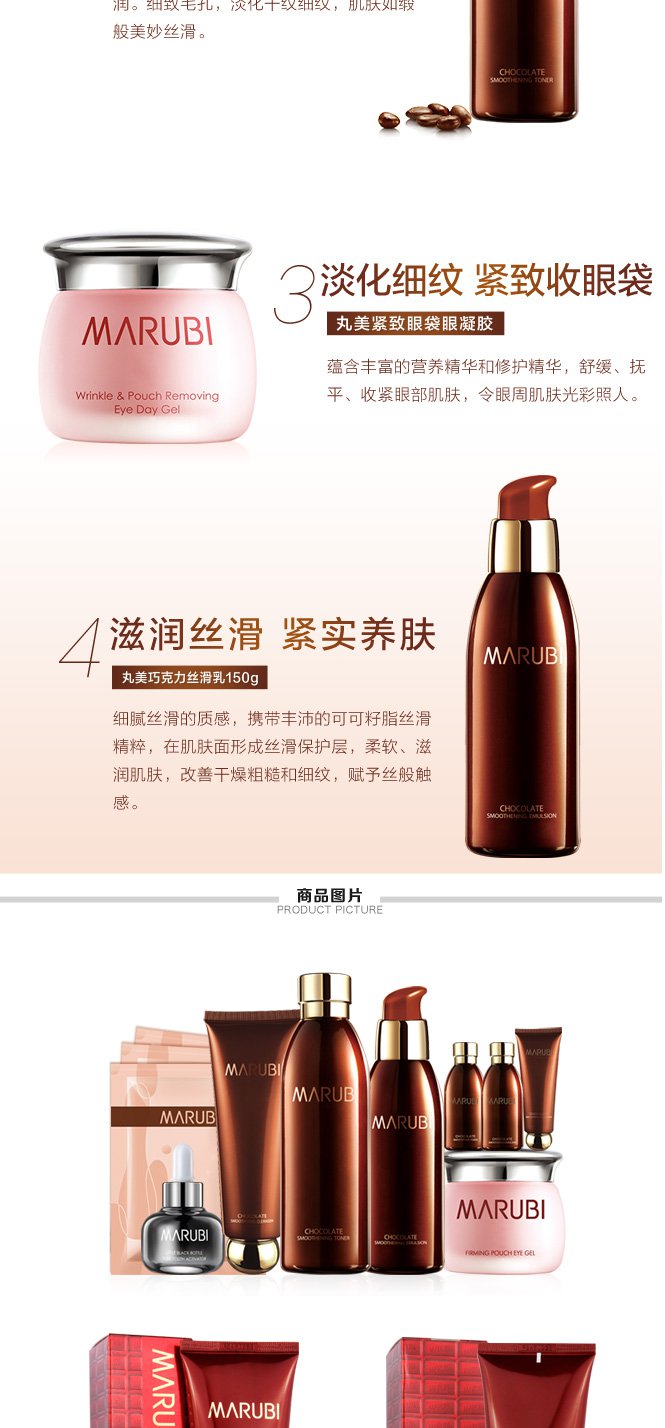 润。细致毛孔，淡化干纹细纹，肌肤如缎
般美妙丝滑。
CHOCOLATE
SMOOTHENING TONER
3
淡化细纹 紧致收眼袋
丸美紧致眼袋眼凝胶
蕴含丰富的营养精华和修护精华，舒缓、抚
平、收紧眼部肌肤，令眼周肌肤光彩照人。
MARUBI
Wrinkle & Pouch Removing
Eye Day Gel
4
滋润丝滑 紧实养肤
丸美巧克力丝滑乳150g
细腻丝滑的质感，携带丰沛的可可籽脂丝滑
精粹，在肌肤面形成丝滑保护层，柔软、滋
润肌肤，改善干燥粗糙和细纹，赋予丝般触
感。
MARUBI
CHOCOLATE
SMOOTHENING EMULSION
商品图片
PRODUCT PICTURE
MARUB
MARUBI
MARUBI
CHOCOLATE
SMOOTHENING CLEANSER
MARUB
CHOCOLATE
SMOOTHENING TONER
MARUBI
CHOCOLATE
SMOOTHENING EMULSION
MARUBI
MARUBI
MARUBI
MARUBI
FIRMING POUCH EYE GEL
MARU
MARUBI